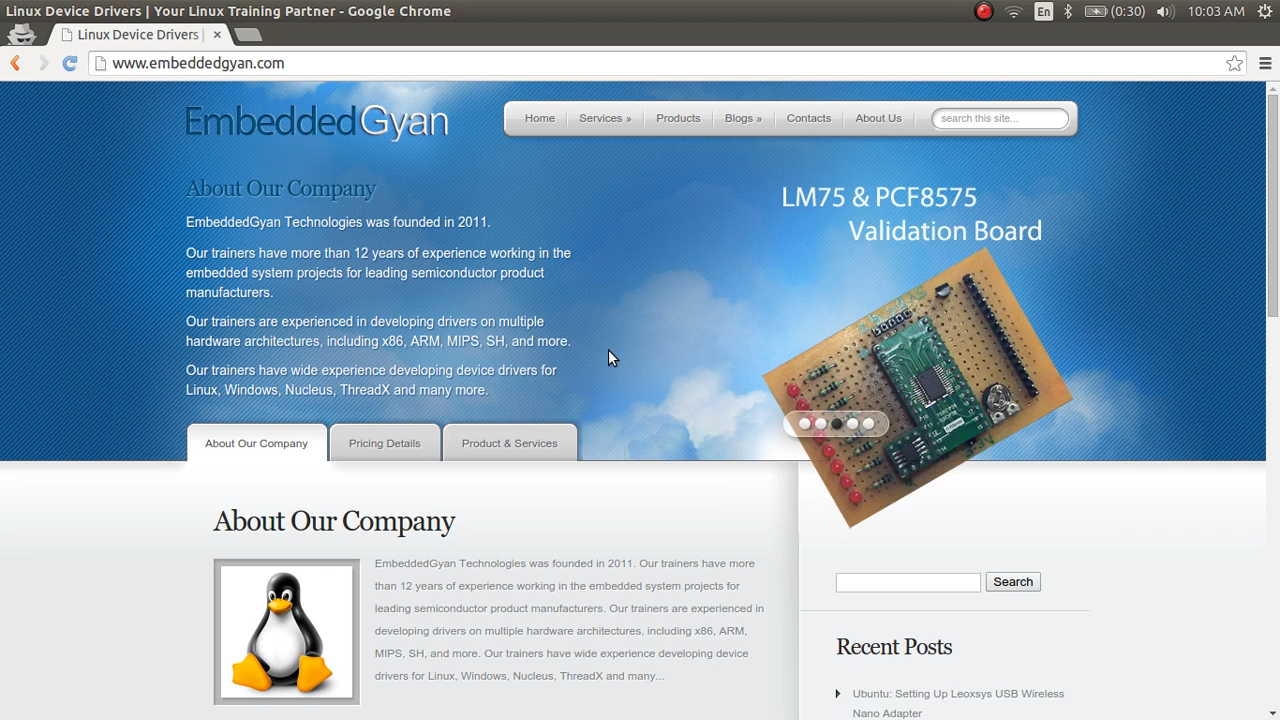 Linux Device Drivers | Your Linux Training Partner - Google Chrome
En
(0:30)
10:03 AM
Linux Device Drivers |
www.embeddedgyan.com
EmbeddedGyan
Home
Services »
Products
Blogs »
Contacts
About Us
search this site...
About Our Company
EmbeddedGyan Technologies was founded in 2011.
Our trainers have more than 12 years of experience working in the
embedded system projects for leading semiconductor product
manufacturers.
Our trainers are experienced in developing drivers on multiple
hardware architectures, including x86, ARM, MIPS, SH, and more.
Our trainers have wide experience developing device drivers for
Linux, Windows, Nucleus, ThreadX and many more.
LM75 & PCF8575
Validation Board
About Our Company
Pricing Details
Product & Services
About Our Company
EmbeddedGyan Technologies was founded in 2011. Our trainers have more
than 12 years of experience working in the embedded system projects for
leading semiconductor product manufacturers. Our trainers are experienced in
developing drivers on multiple hardware architectures, including x86, ARM,
MIPS, SH, and more. Our trainers have wide experience developing device
drivers for Linux, Windows, Nucleus, ThreadX and many...
Search
Recent Posts
Ubuntu: Setting Up Leoxsys USB Wireless
Nano Adapter